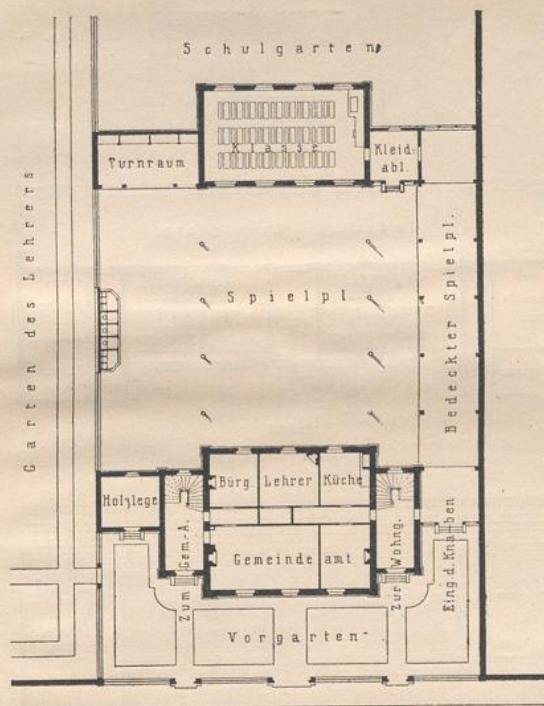 Schulgarten
Turnraum
Klasse
Kleid-
abl.
Garten des Lehrers
Spielpl
Bedeckter Spielpl.
Bürg.
Lehrer
Küche
Holzlege
Zum Gem.-A.
Gemeinde amt
Zur Wohng.
Eing.d.Knaben
Vorgarten